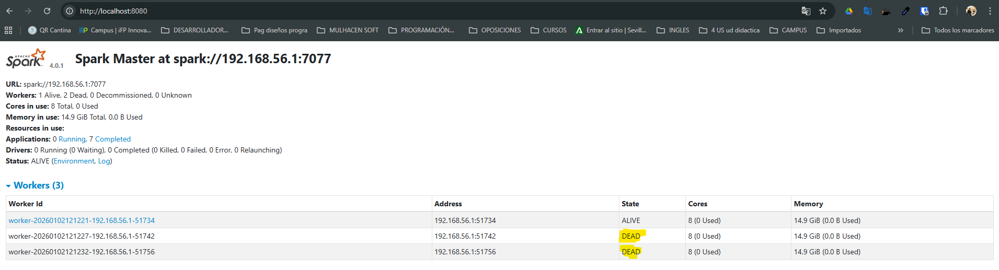 http://localhost:8080
QR Cantina
iFP Campus | iFP Innova...
DESARROLLADOR...
Pag diseños progra
MULHACEN SOFT
PROGRAMACIÓN...
OPOSICIONES
CURSOS
A Entrar al sitio | Sevill...
INGLES
4 US ud didactica
CAMPUS
Importados
»
Todos los marcadores
APACHE Spark 4.0.1 Spark Master at spark://192.168.56.1:7077
URL: spark://192.168.56.1:7077
Workers: 1 Alive, 2 Dead, 0 Decommissioned, 0 Unknown
Cores in use: 8 Total, 0 Used
Memory in use: 14.9 GiB Total, 0.0 B Used
Resources in use:
Applications: 0 Running, 7 Completed
Drivers: 0 Running (0 Waiting), 0 Completed (0 Killed, 0 Failed, 0 Error, 0 Relaunching)
Status: ALIVE (Environment, Log)
Workers (3)
Worker Id Address State Cores Memory
worker-20260102121221-192.168.56.1-51734 192.168.56.1:51734 ALIVE 8 (0 Used) 14.9 GiB (0.0 B Used)
worker-20260102121227-192.168.56.1-51742 192.168.56.1:51742 DEAD 8 (0 Used) 14.9 GiB (0.0 B Used)
worker-20260102121232-192.168.56.1-51756 192.168.56.1:51756 DEAD 8 (0 Used) 14.9 GiB (0.0 B Used)